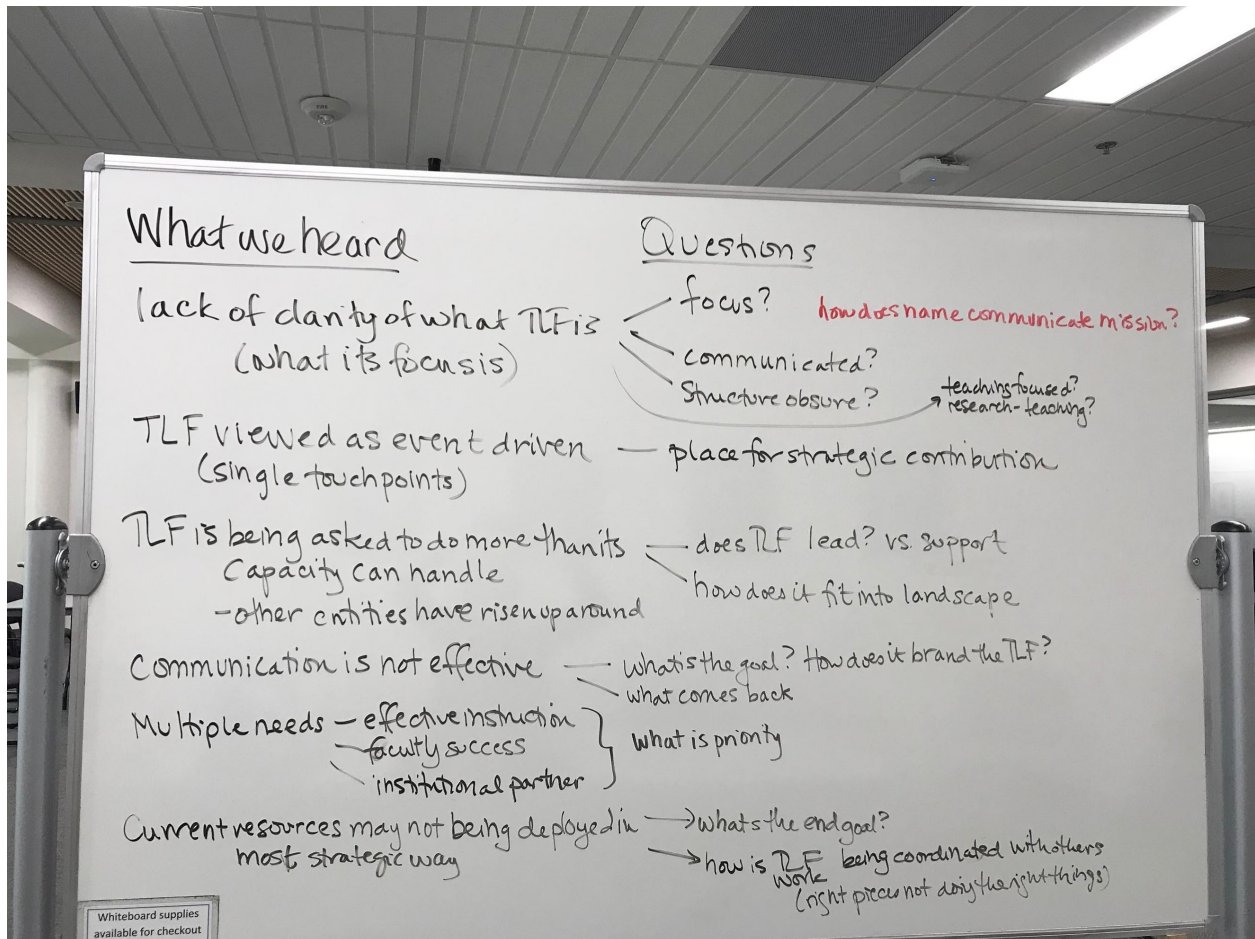 What we heard
Questions
lack of clarity of what TLF is
(what its focus is)
focus?
how does name communicate mission?
communicated?
Structure obsure?
teaching focused?
research-teaching?
TLF viewed as event driven — place for strategic contribution
(single touchpoints)
TLF is being asked to do more than its
Capacity can handle
- other entities have risen up around
does TLF lead? vs. support
how does it fit into landscape
Communication is not effective — what's the goal? How does it brand the TLF?
what comes back
Multiple needs — effective instruction
faculty success
institutional partner
what is priority
Current resources may not being deployed in
most strategic way
→ whats the end goal?
→ how is TLF being coordinated with others
work
(right pieces not doing the right things)
Whiteboard supplies
available for checkout